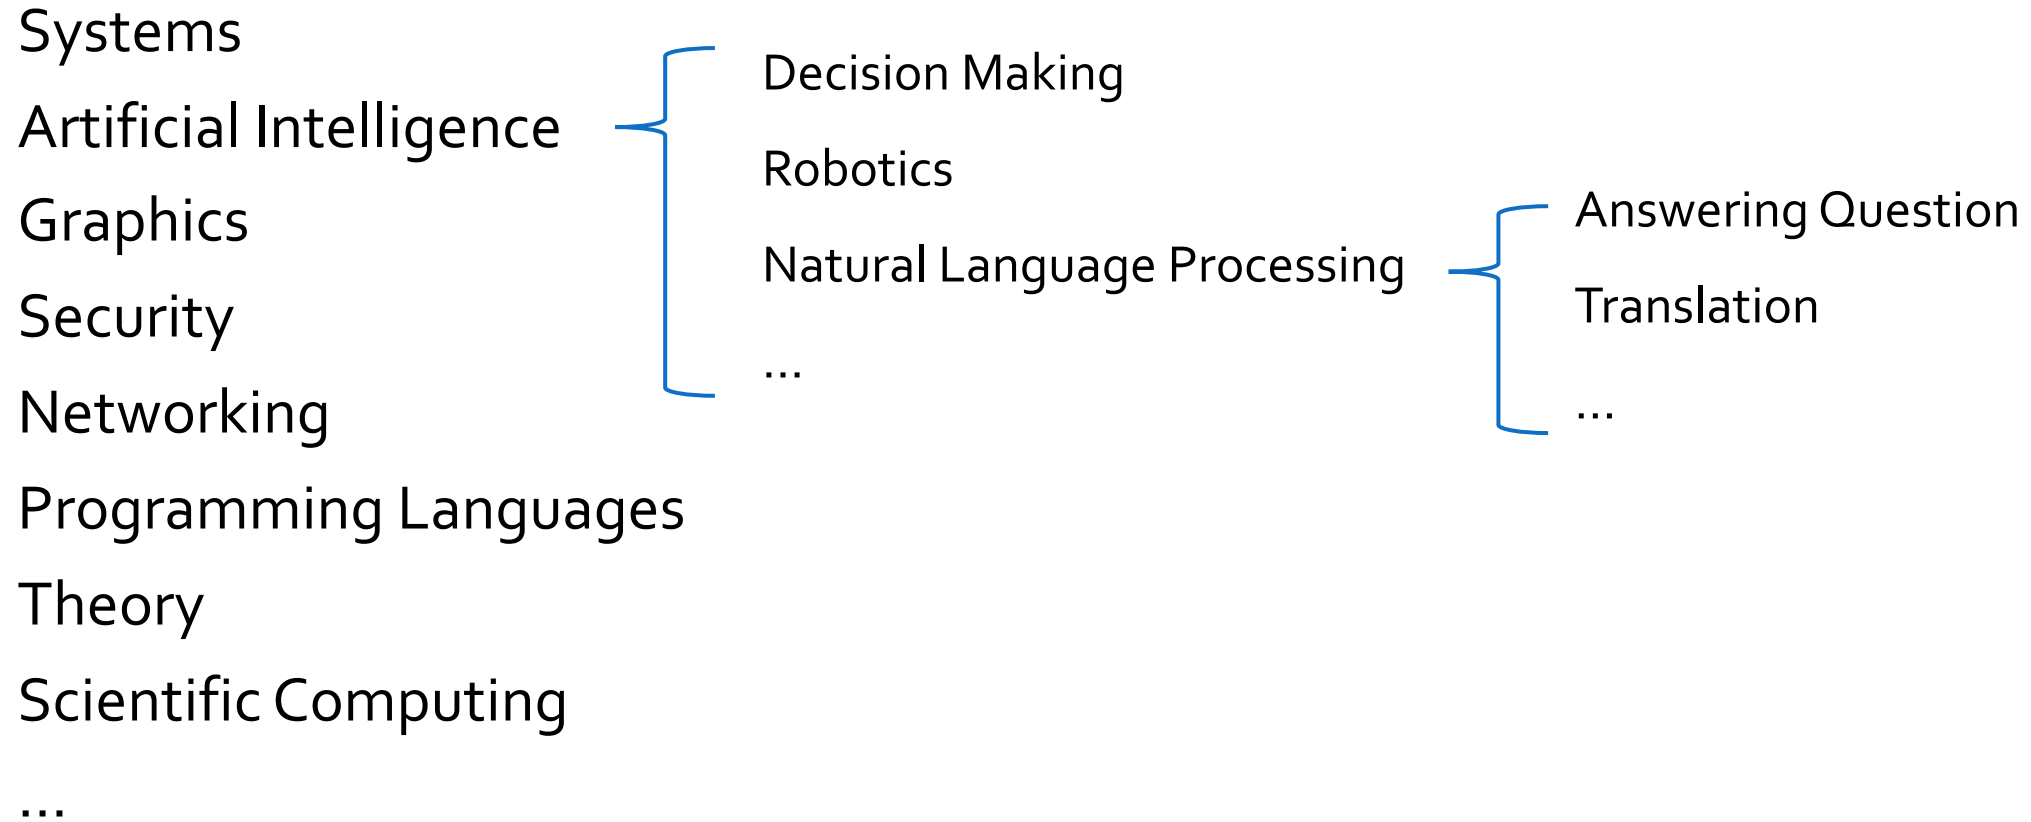 Systems
Artificial Intelligence
Graphics
Security
Networking
Programming Languages
Theory
Scientific Computing
...
Decision Making
Robotics
Natural Language Processing
...
Answering Question
Translation
...